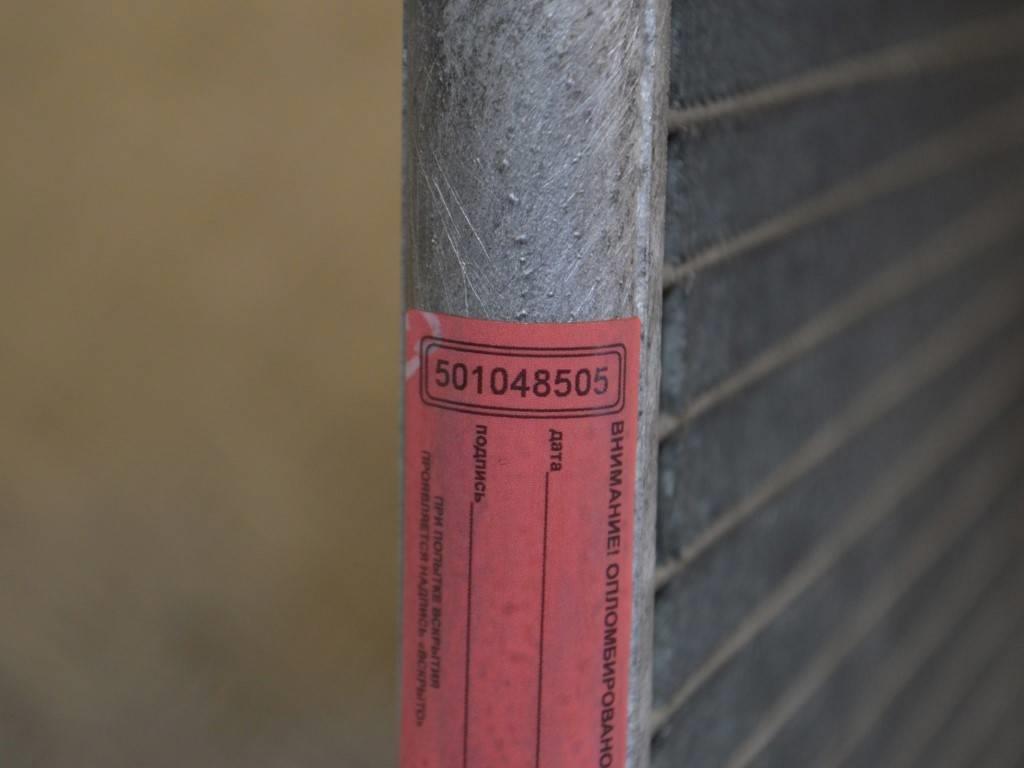 501048505
ВНИМАНИЕ! ОПЛОМБИРОВАНО
дата
подпись
ПРИ ПОПЫТКЕ ВСКРЫТИЯ
ПРОЯВЛЯЕТСЯ НАДПИСЬ «ВСКРЫТО»